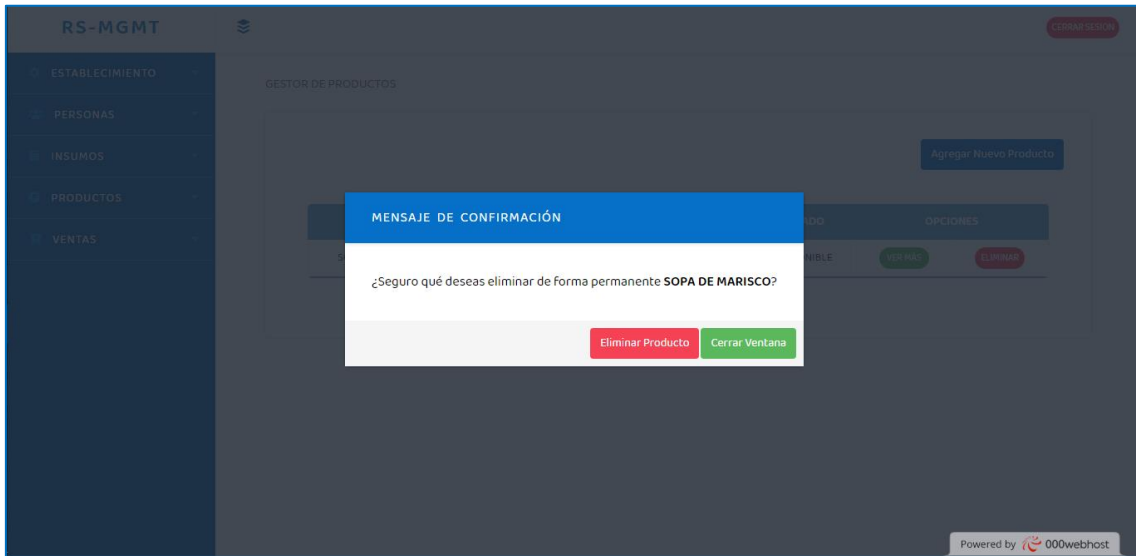 RS-MGMT
CERRAR SESION
ESTABLECIMIENTO
GESTOR DE PRODUCTOS
PERSONAS
INSUMOS
Agregar Nuevo Producto
PRODUCTOS
MENSAJE DE CONFIRMACIÓN
OPCIONES
VENTAS
VER MÁS
ELIMINAR
¿Seguro qué deseas eliminar de forma permanente SOPA DE MARISCO?
Eliminar Producto
Cerrar Ventana
Powered by 000webhost